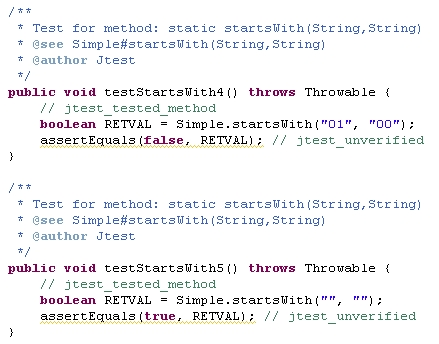 /**
 * Test for method: static startsWith(String,String)
 * @see Simple#startsWith(String,String)
 * @author Jtest
 */
public void testStartsWith4() throws Throwable {
    // jtest_tested_method
    boolean RETVAL = Simple.startsWith("01", "00");
    assertEquals(false, RETVAL); // jtest_unverified
}
/**
 * Test for method: static startsWith(String,String)
 * @see Simple#startsWith(String,String)
 * @author Jtest
 */
public void testStartsWith5() throws Throwable {
    // jtest_tested_method
    boolean RETVAL = Simple.startsWith("", "");
    assertEquals(true, RETVAL); // jtest_unverified
}